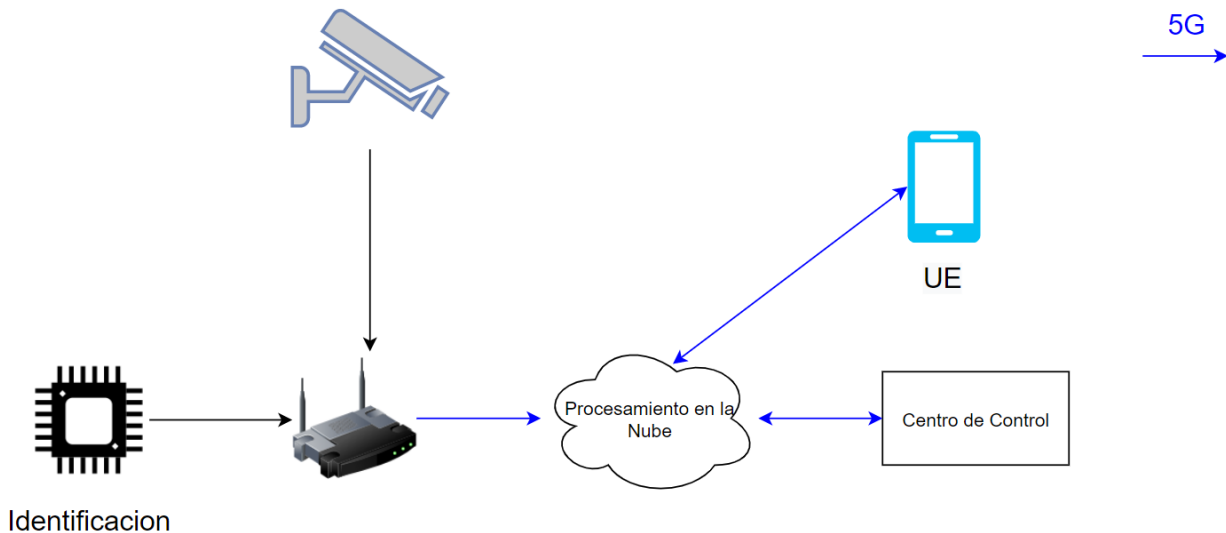 5G
UE
Procesamiento en la
Nube
Centro de Control
Identificacion